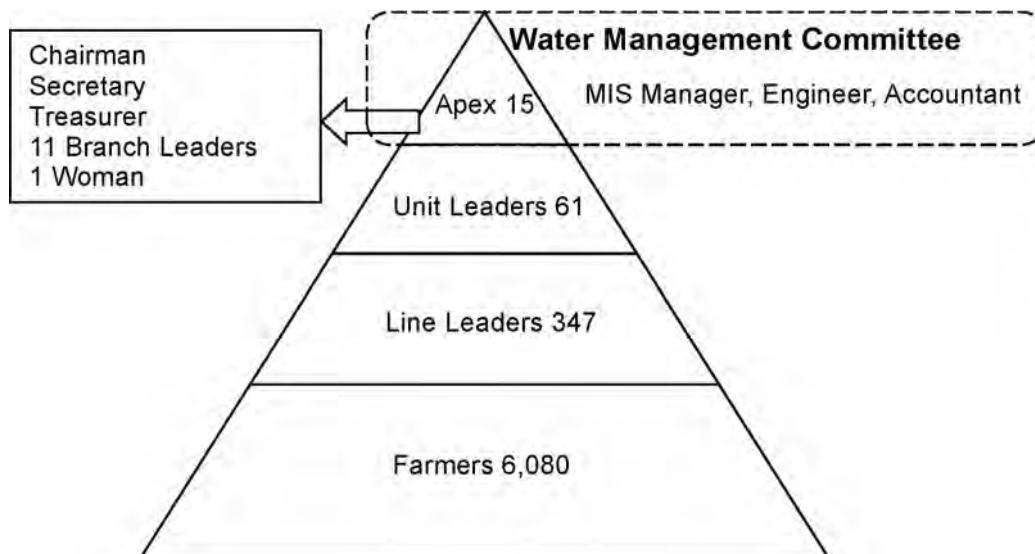 Chairman
Secretary
Treasurer
11 Branch Leaders
1 Woman
Water Management Committee
MIS Manager, Engineer, Accountant
Apex 15
Unit Leaders 61
Line Leaders 347
Farmers 6,080